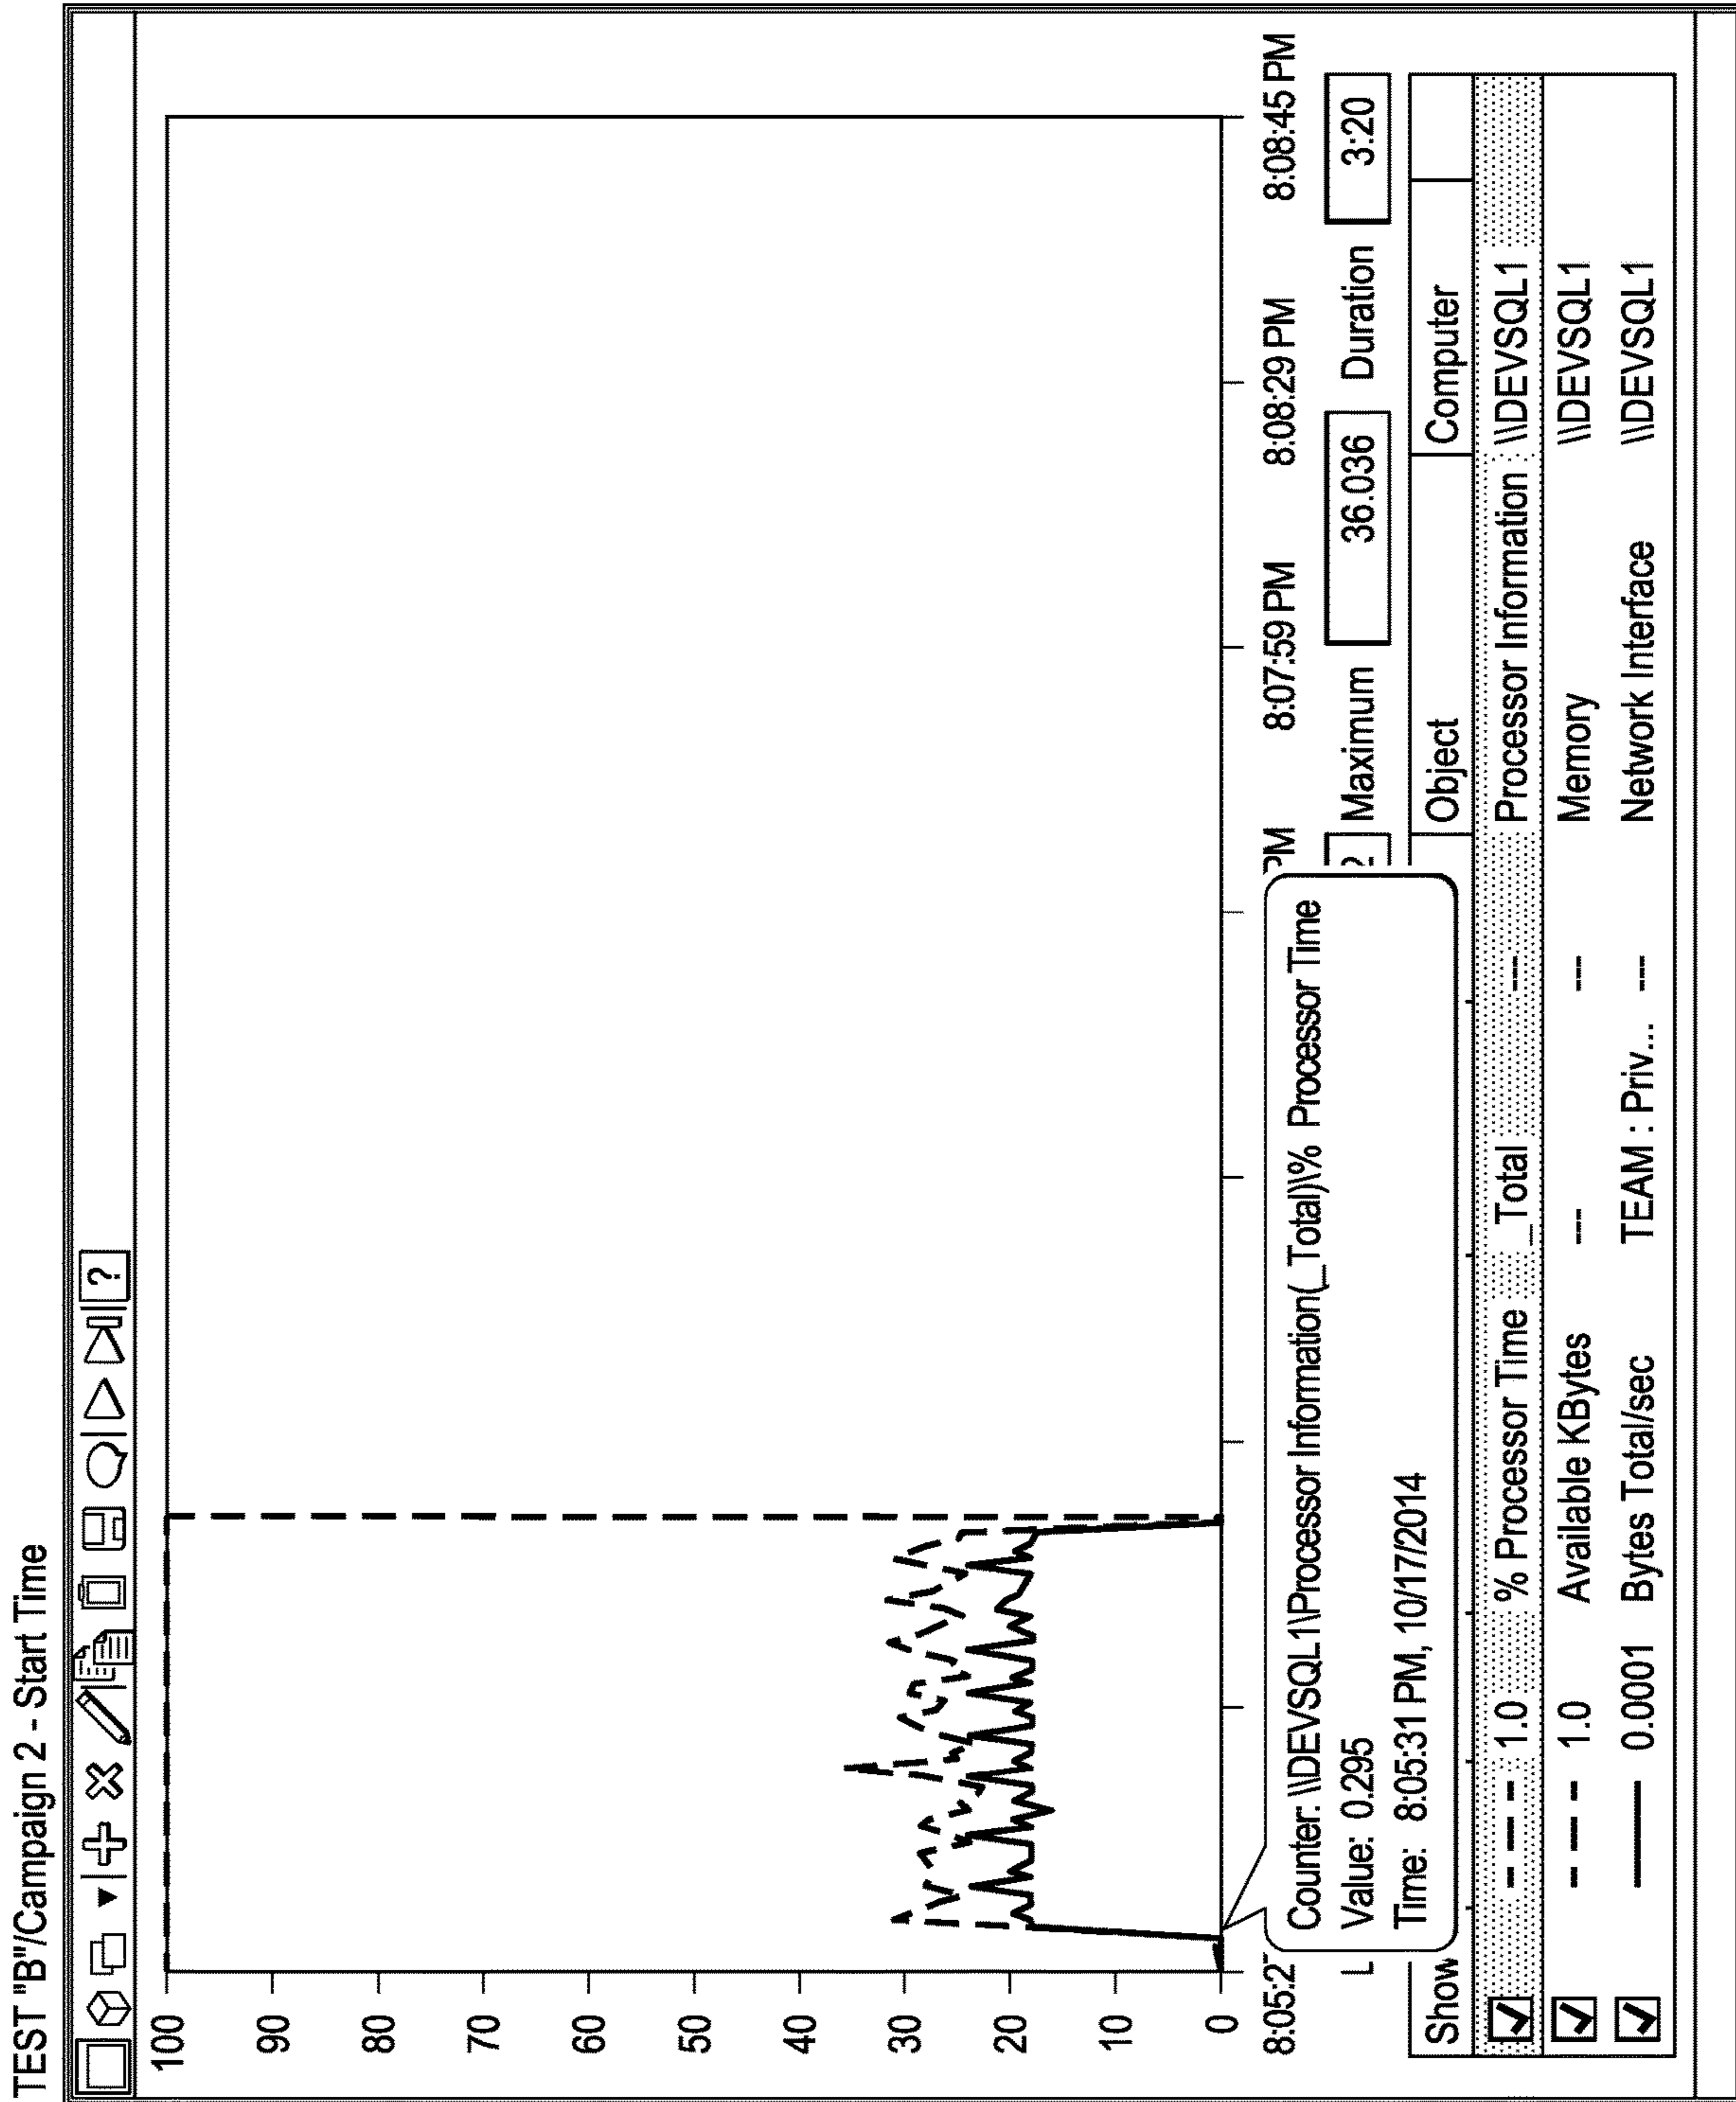 TEST "B"/Campaign 2 - Start Time
?
100
90
80
70
60
50
40
30
20
10
0
8:05:2 PM 8:07:59 PM 8:08:29 PM 8:08:45 PM
L 2 Maximum 36.036 Duration 3:20
Counter: \\DEVSQL1\Processor Information(_Total)\% Processor Time
Value: 0.295
Time: 8:05:31 PM, 10/17/2014
Show Object Computer
1.0 % Processor Time _Total --- Processor Information \\DEVSQL1
1.0 Available KBytes --- --- Memory \\DEVSQL1
0.0001 Bytes Total/sec TEAM : Priv... --- Network Interface \\DEVSQL1